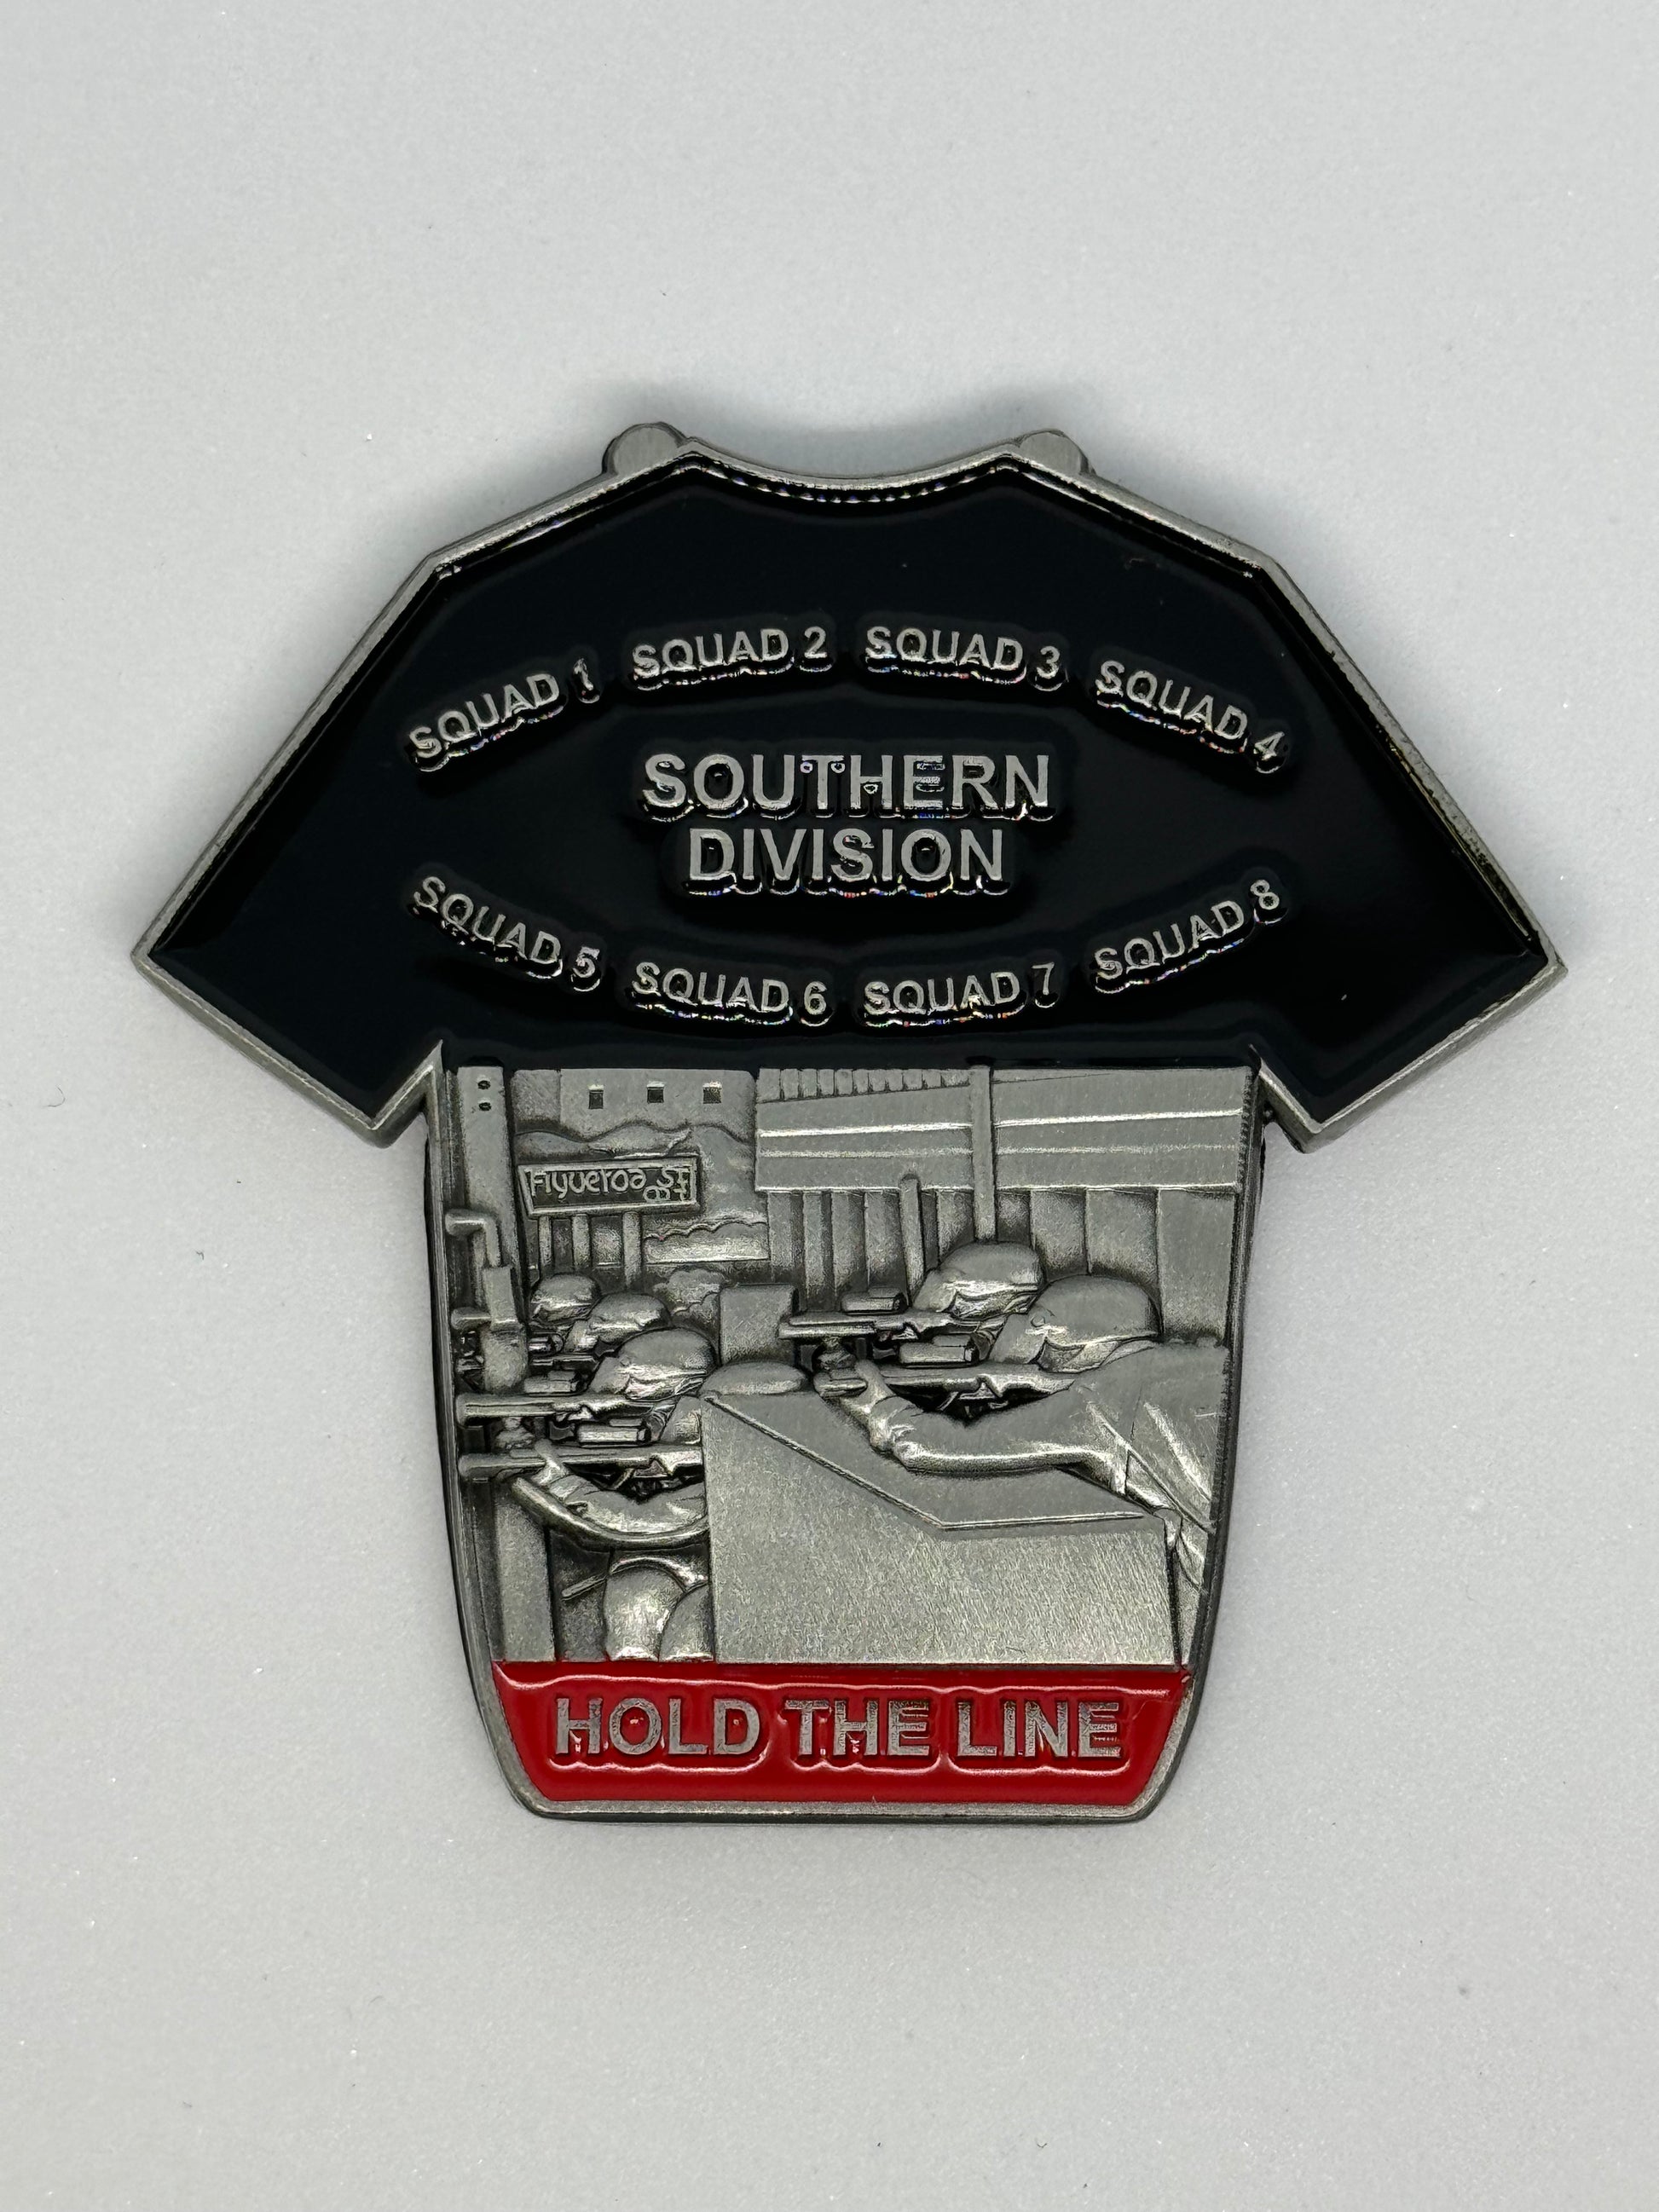 SQUAD 1 SQUAD 2 SQUAD 3 SQUAD 4
SOUTHERN
DIVISION
SQUAD 5 SQUAD 6 SQUAD 7 SQUAD 8
Figueroa St
HOLD THE LINE